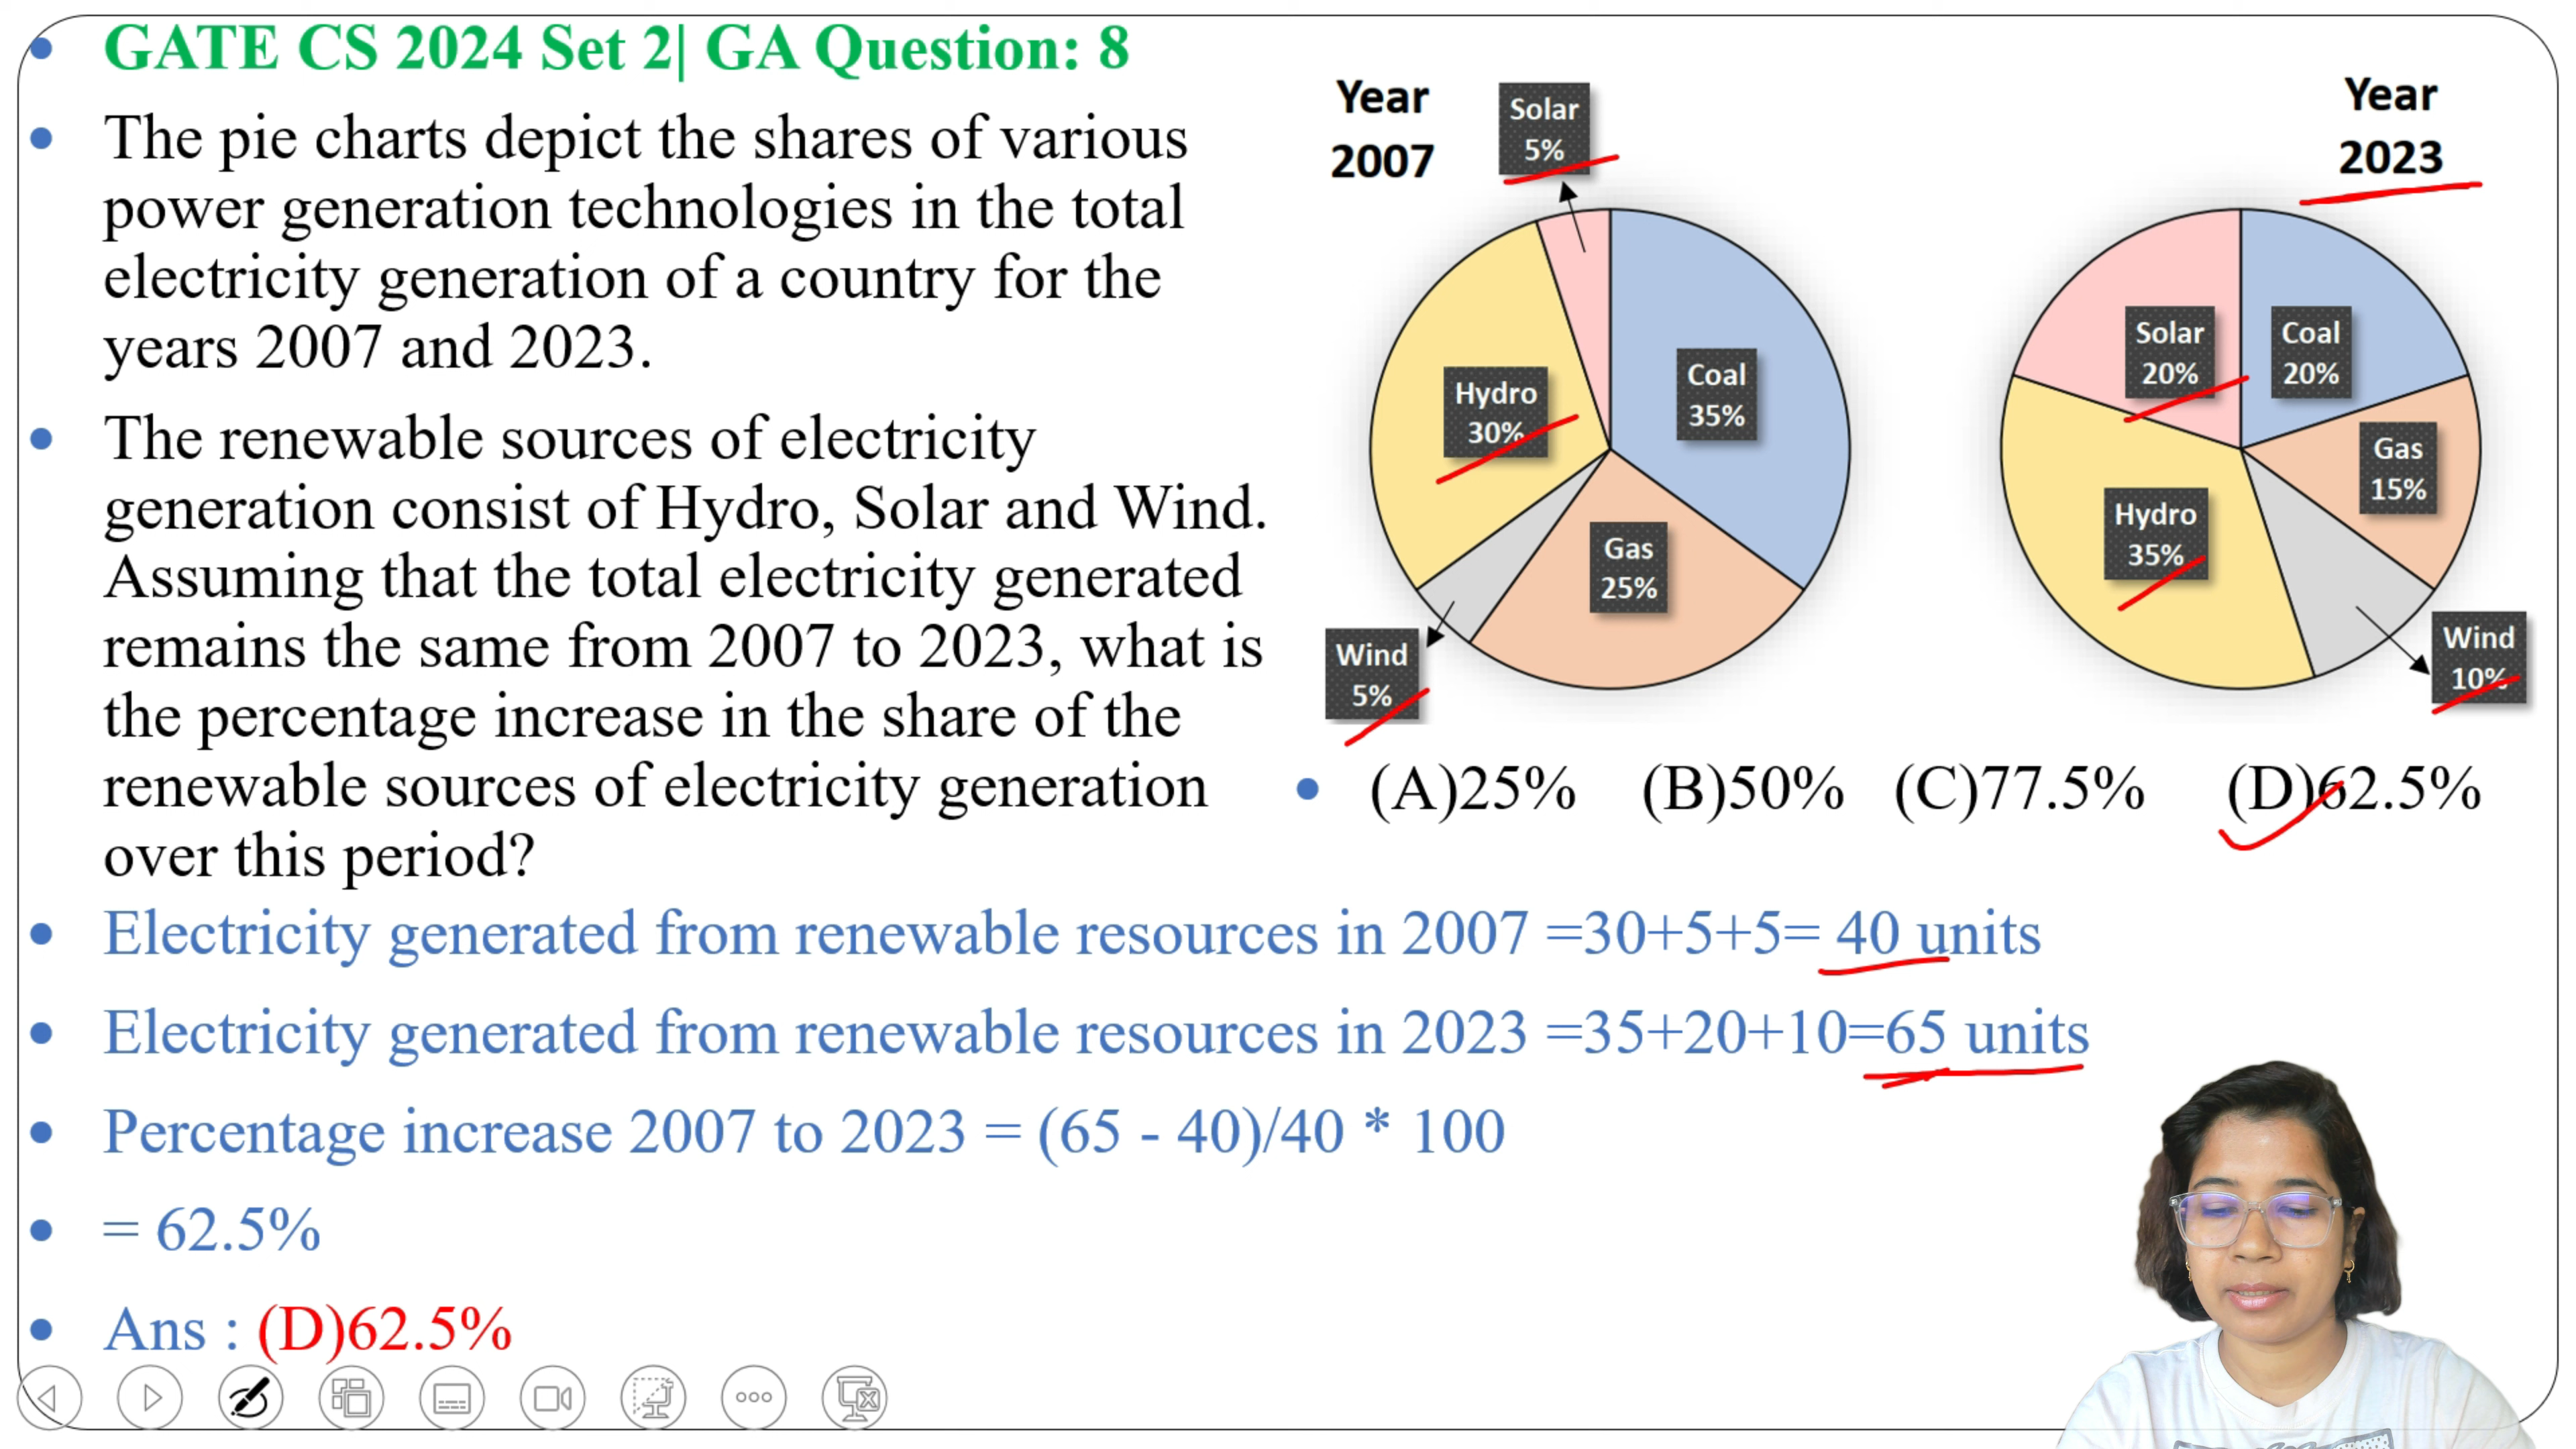 GATE CS 2024 Set 2| GA Question: 8
The pie charts depict the shares of various
power generation technologies in the total
electricity generation of a country for the
years 2007 and 2023.
The renewable sources of electricity
generation consist of Hydro, Solar and Wind.
Assuming that the total electricity generated
remains the same from 2007 to 2023, what is
the percentage increase in the share of the
renewable sources of electricity generation
over this period?
Year
2007
Solar
5%
Hydro
30%
Coal
35%
Gas
25%
Wind
5%
Year
2023
Solar
20%
Coal
20%
Gas
15%
Hydro
35%
Wind
10%
(A)25% (B)50% (C)77.5% (D)62.5%
Electricity generated from renewable resources in 2007 =30+5+5= 40 units
Electricity generated from renewable resources in 2023 =35+20+10=65 units
Percentage increase 2007 to 2023 = (65 - 40)/40 * 100
= 62.5%
Ans : (D)62.5%